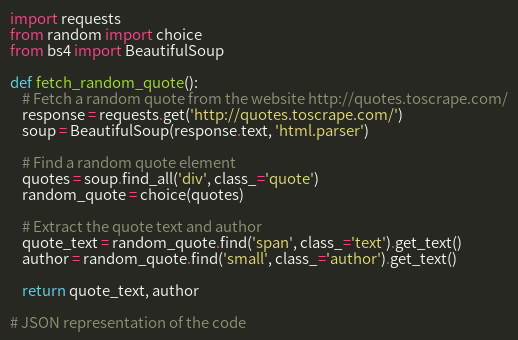 import requests
from random import choice
from bs4 import BeautifulSoup
def fetch_random_quote():
# Fetch a random quote from the website http://quotes.toscrape.com/
response = requests.get('http://quotes.toscrape.com/')
soup = BeautifulSoup(response.text, 'html.parser')
# Find a random quote element
quotes = soup.find_all('div', class_='quote')
random_quote = choice(quotes)
# Extract the quote text and author
quote_text = random_quote.find('span', class_='text').get_text()
author = random_quote.find('small', class_='author').get_text()
return quote_text, author
# JSON representation of the code